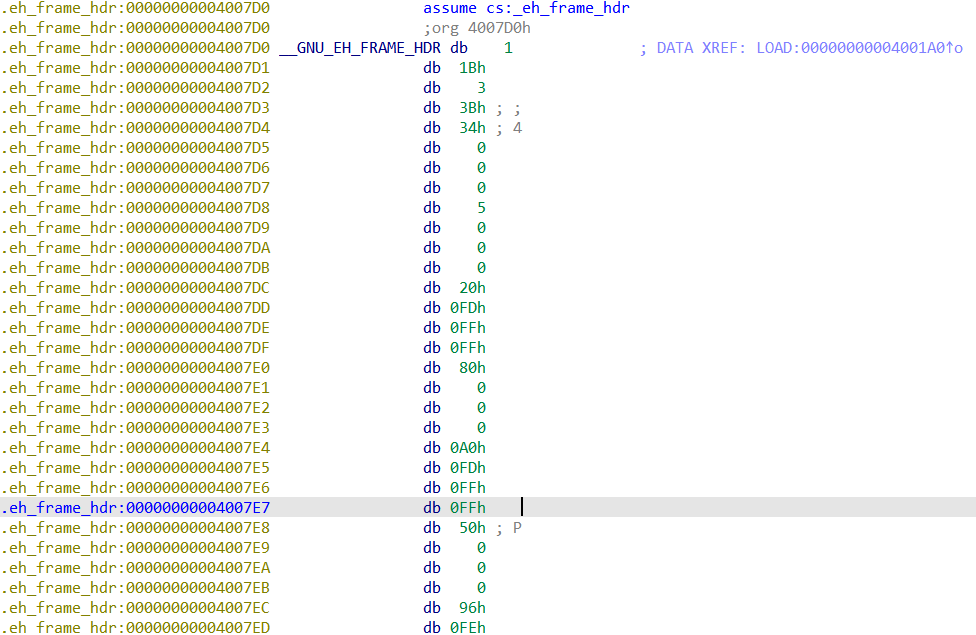 .eh_frame_hdr:00000000004007D0 assume cs:_eh_frame_hdr
.eh_frame_hdr:00000000004007D0 ;org 4007D0h
.eh_frame_hdr:00000000004007D0 __GNU_EH_FRAME_HDR db 1 ; DATA XREF: LOAD:00000000004001A0↑o
.eh_frame_hdr:00000000004007D1 db 1Bh
.eh_frame_hdr:00000000004007D2 db 3
.eh_frame_hdr:00000000004007D3 db 3Bh ; ;
.eh_frame_hdr:00000000004007D4 db 34h ; 4
.eh_frame_hdr:00000000004007D5 db 0
.eh_frame_hdr:00000000004007D6 db 0
.eh_frame_hdr:00000000004007D7 db 0
.eh_frame_hdr:00000000004007D8 db 5
.eh_frame_hdr:00000000004007D9 db 0
.eh_frame_hdr:00000000004007DA db 0
.eh_frame_hdr:00000000004007DB db 0
.eh_frame_hdr:00000000004007DC db 20h
.eh_frame_hdr:00000000004007DD db 0FDh
.eh_frame_hdr:00000000004007DE db 0FFh
.eh_frame_hdr:00000000004007DF db 0FFh
.eh_frame_hdr:00000000004007E0 db 80h
.eh_frame_hdr:00000000004007E1 db 0
.eh_frame_hdr:00000000004007E2 db 0
.eh_frame_hdr:00000000004007E3 db 0
.eh_frame_hdr:00000000004007E4 db 0A0h
.eh_frame_hdr:00000000004007E5 db 0FDh
.eh_frame_hdr:00000000004007E6 db 0FFh
.eh_frame_hdr:00000000004007E7 db 0FFh
.eh_frame_hdr:00000000004007E8 db 50h ; P
.eh_frame_hdr:00000000004007E9 db 0
.eh_frame_hdr:00000000004007EA db 0
.eh_frame_hdr:00000000004007EB db 0
.eh_frame_hdr:00000000004007EC db 96h
.eh_frame_hdr:00000000004007ED db 0FEh